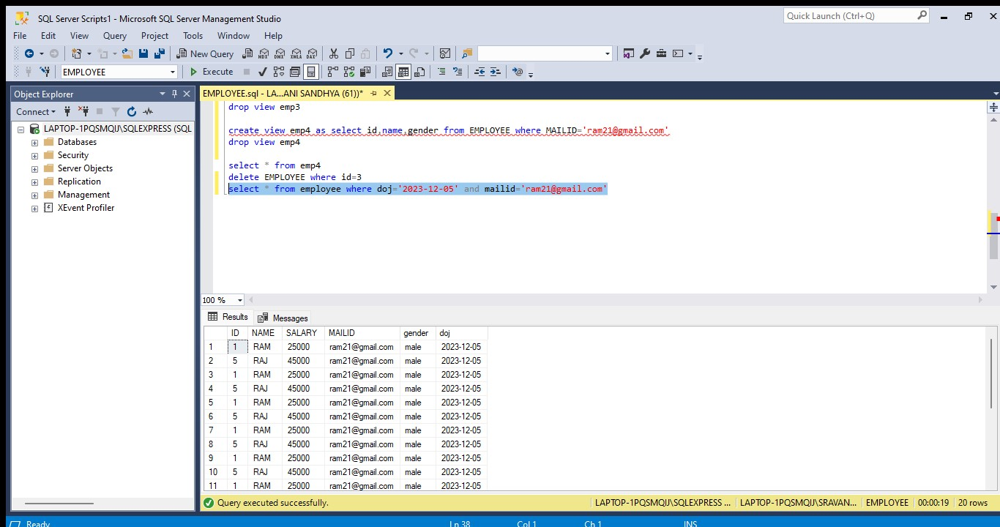 SQL Server Scripts1 - Microsoft SQL Server Management Studio
Quick Launch (Ctrl+Q)
File Edit View Query Project Tools Window Help
New Query MDX DMX XMLA DAX
EMPLOYEE Execute
Object Explorer
EMPLOYEE.sql - LA...ANI SANDHYA (61))*
Connect
LAPTOP-1PQSMQIJ\SQLEXPRESS (SQL
Databases
Security
Server Objects
Replication
Management
XEvent Profiler
drop view emp3
create view emp4 as select id,name,gender from EMPLOYEE where MAILID='ram21@gmail.com'
drop view emp4
select * from emp4
delete EMPLOYEE where id=3
select * from employee where doj='2023-12-05' and mailid='ram21@gmail.com'
100 %
Results Messages
ID NAME SALARY MAILID gender doj
1 1 RAM 25000 ram21@gmail.com male 2023-12-05
2 5 RAJ 45000 ram21@gmail.com male 2023-12-05
3 1 RAM 25000 ram21@gmail.com male 2023-12-05
4 5 RAJ 45000 ram21@gmail.com male 2023-12-05
5 1 RAM 25000 ram21@gmail.com male 2023-12-05
6 5 RAJ 45000 ram21@gmail.com male 2023-12-05
7 1 RAM 25000 ram21@gmail.com male 2023-12-05
8 5 RAJ 45000 ram21@gmail.com male 2023-12-05
9 1 RAM 25000 ram21@gmail.com male 2023-12-05
10 5 RAJ 45000 ram21@gmail.com male 2023-12-05
11 1 RAM 25000 ram21@gmail.com male 2023-12-05
Query executed successfully. LAPTOP-1PQSMQIJ\SQLEXPRESS ... LAPTOP-1PQSMQIJ\SRAVAN... EMPLOYEE 00:00:19 20 rows
Ready Ln 38 Col 1 Ch 1 INS